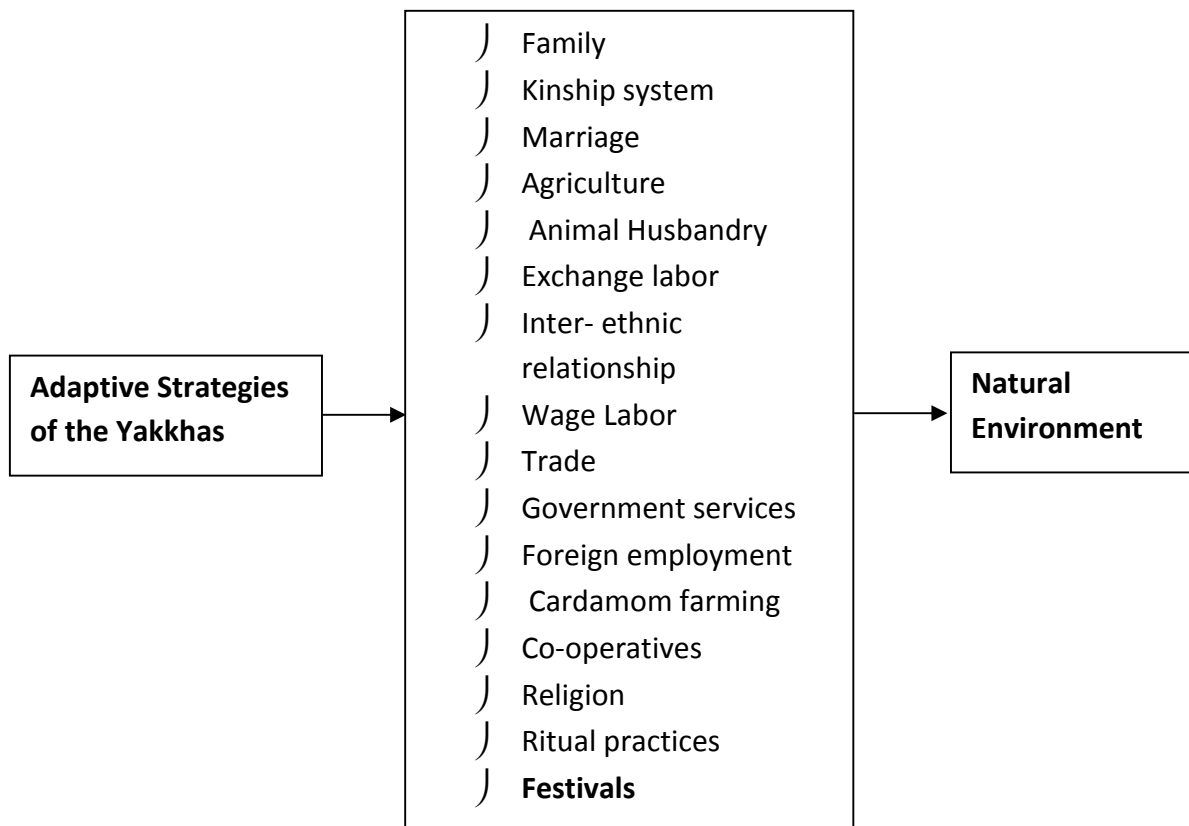 Family
Kinship system
Marriage
Agriculture
Animal Husbandry
Exchange labor
Inter- ethnic
relationship
Adaptive Strategies
of the Yakkhas
Wage Labor
Trade
Government services
Foreign employment
Cardamom farming
Co-operatives
Religion
Ritual practices
Festivals
Natural
Environment